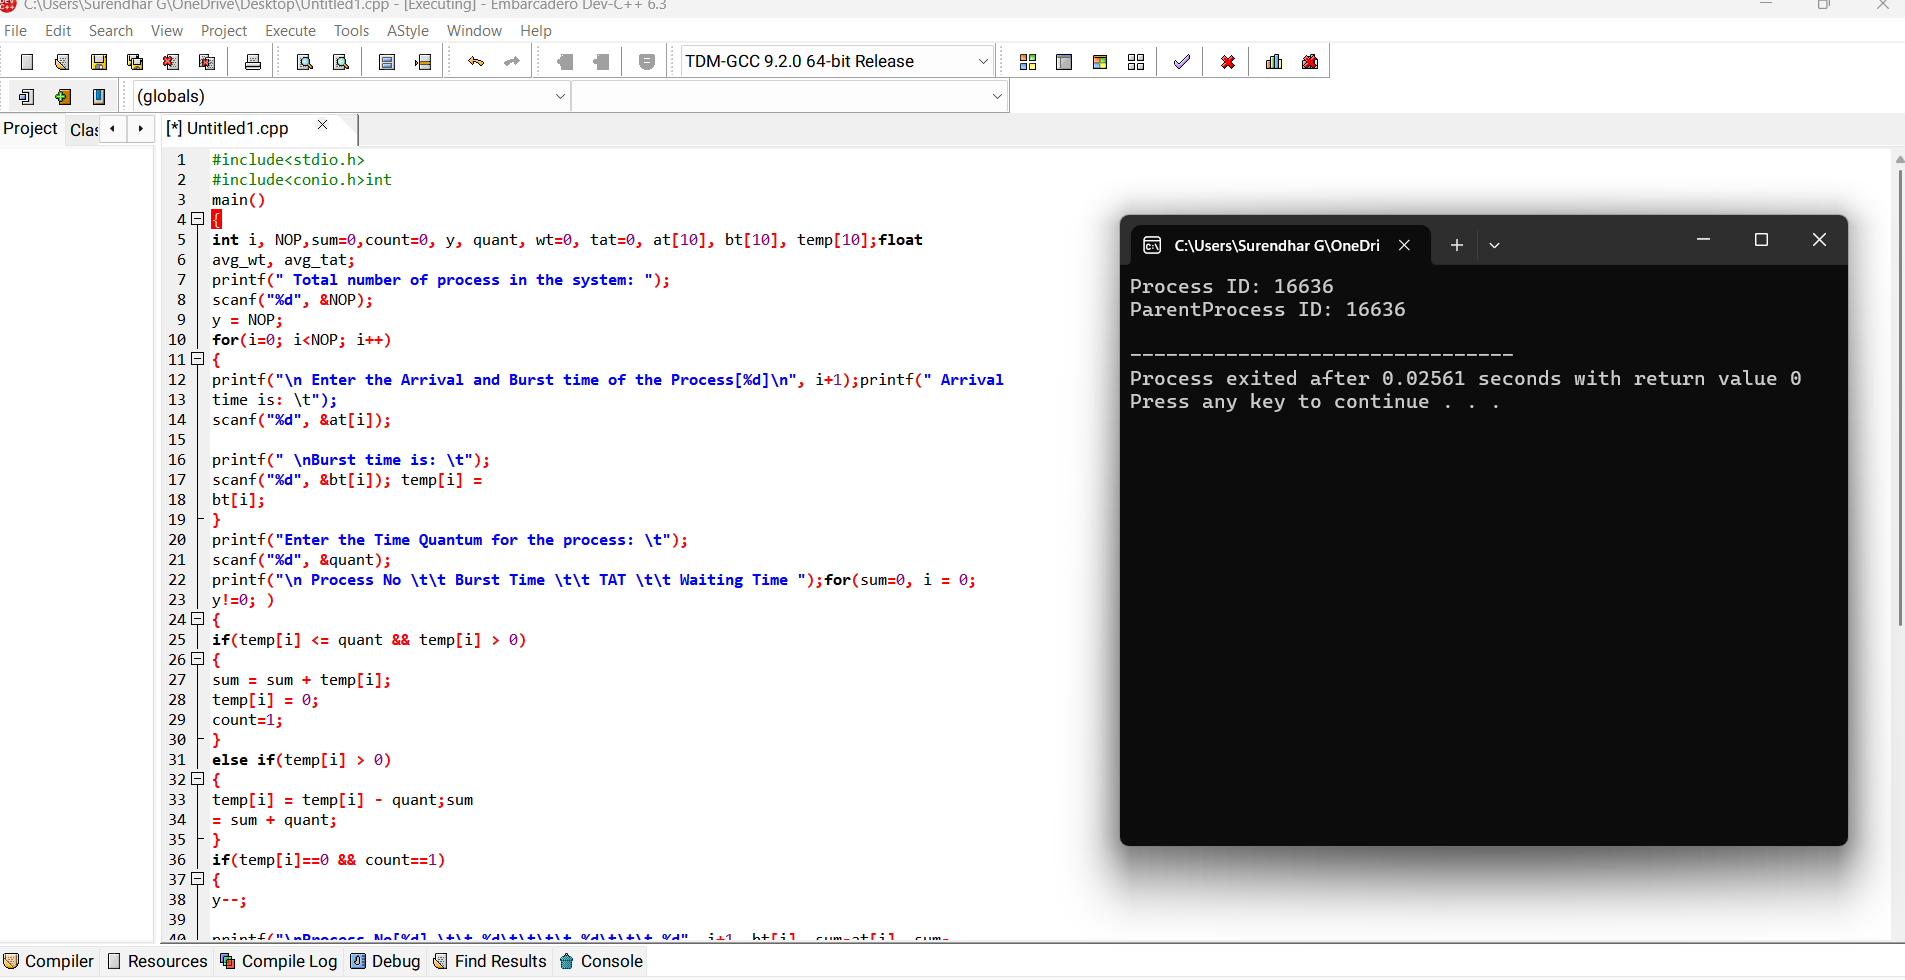 C:\Users\Surendhar G\OneDrive\Desktop\Untitled1.cpp - [Executing] - Embarcadero Dev-C++ 6.3
File Edit Search View Project Execute Tools AStyle Window Help
TDM-GCC 9.2.0 64-bit Release
(globals)
Project Clas
[*] Untitled1.cpp
1 #include<stdio.h>
2 #include<conio.h>int
3 main()
4 {
5 int i, NOP,sum=0,count=0, y, quant, wt=0, tat=0, at[10], bt[10], temp[10];float
6 avg_wt, avg_tat;
7 printf(" Total number of process in the system: ");
8 scanf("%d", &NOP);
9 y = NOP;
10 for(i=0; i<NOP; i++)
11 {
12 printf("\n Enter the Arrival and Burst time of the Process[%d]\n", i+1);printf(" Arrival
13 time is: \t");
14 scanf("%d", &at[i]);
15
16 printf(" \nBurst time is: \t");
17 scanf("%d", &bt[i]); temp[i] =
18 bt[i];
19 }
20 printf("Enter the Time Quantum for the process: \t");
21 scanf("%d", &quant);
22 printf("\n Process No \t\t Burst Time \t\t TAT \t\t Waiting Time ");for(sum=0, i = 0;
23 y!=0; )
24 {
25 if(temp[i] <= quant && temp[i] > 0)
26 {
27 sum = sum + temp[i];
28 temp[i] = 0;
29 count=1;
30 }
31 else if(temp[i] > 0)
32 {
33 temp[i] = temp[i] - quant;sum
34 = sum + quant;
35 }
36 if(temp[i]==0 && count==1)
37 {
38 y--;
39
40 printf("\nProcess No[%d] \t\t %d\t\t\t\t %d\t\t\t %d", i+1, bt[i], sum-at[i], sum-
C:\Users\Surendhar G\OneDri
Process ID: 16636
ParentProcess ID: 16636
--------------------------------
Process exited after 0.02561 seconds with return value 0
Press any key to continue . . .
Compiler Resources Compile Log Debug Find Results Console